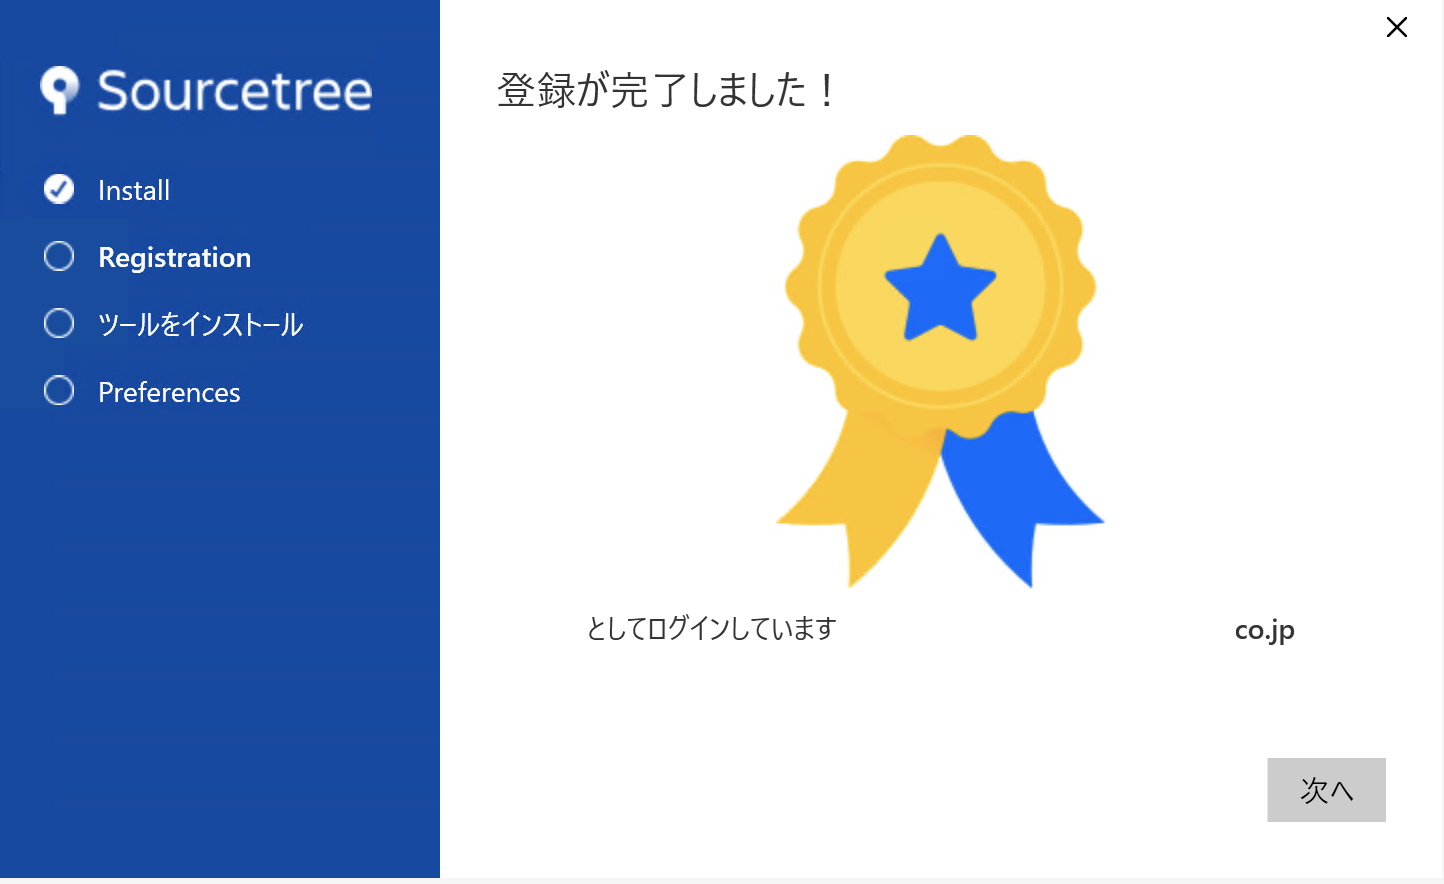 Sourcetree
Install
Registration
ツールをインストール
Preferences
登録が完了しました！
としてログインしています co.jp
次へ